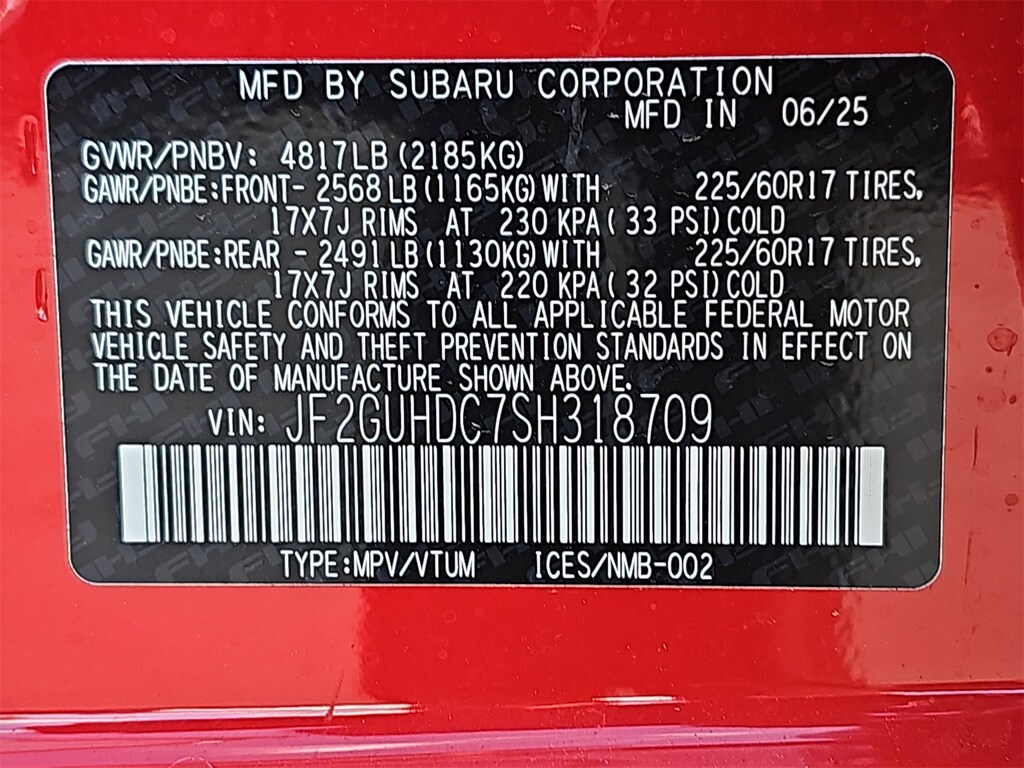 MFD BY SUBARU CORPORATION
MFD IN 06/25
GVWR/PNBV: 4817LB (2185KG)
GAWR/PNBE:FRONT- 2568 LB (1165KG) WITH 225/60R17 TIRES,
17X7J RIMS AT 230 KPA ( 33 PSI) COLD
GAWR/PNBE:REAR - 2491 LB (1130KG) WITH 225/60R17 TIRES,
17X7J RIMS AT 220 KPA ( 32 PSI) COLD
THIS VEHICLE CONFORMS TO ALL APPLICABLE FEDERAL MOTOR
VEHICLE SAFETY AND THEFT PREVENTION STANDARDS IN EFFECT ON
THE DATE OF MANUFACTURE SHOWN ABOVE.
VIN: JF2GUHDC7SH318709
TYPE:MPV/VTUM ICES/NMB-002